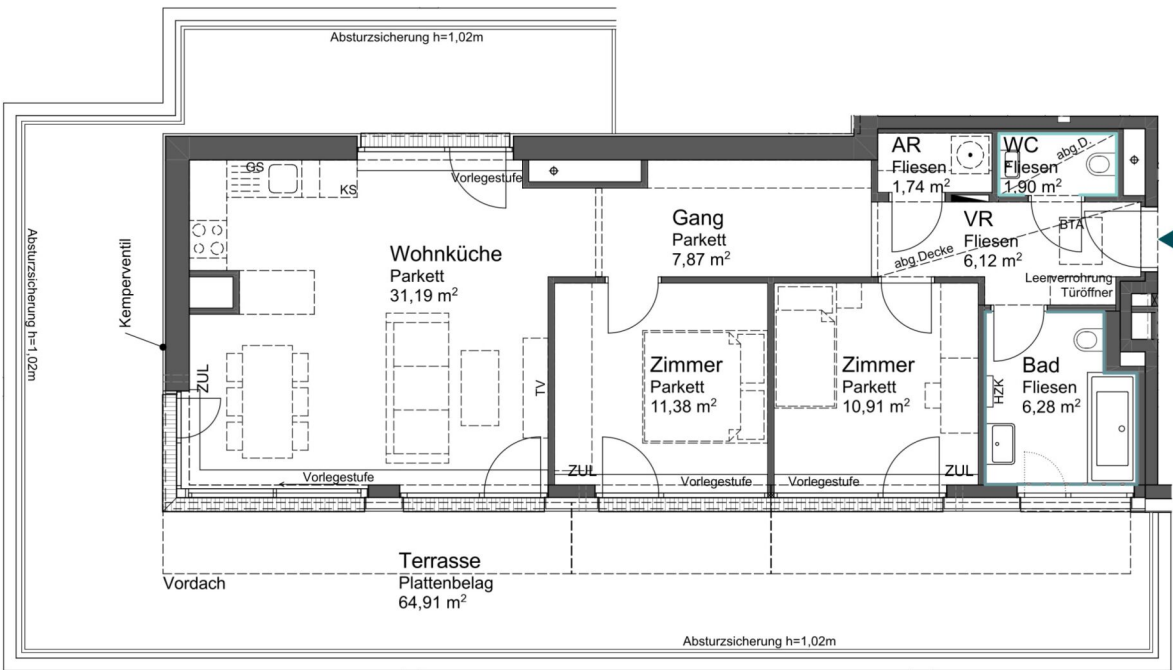 Absturzsicherung h=1,02m
Absturzsicherung h=1,02m
Kemperventil
GS
KS
Vorlegestufe
Wohnküche
Parkett
31,19 m²
Gang
Parkett
7,87 m²
AR
Fliesen
1,74 m²
WC
Fliesen
1,90 m²
abg.D.
VR
Fliesen
6,12 m²
BTA
abg.Decke
Leerverrohrung
Türöffner
ZUL
TV
Zimmer
Parkett
11,38 m²
Zimmer
Parkett
10,91 m²
HZK
Bad
Fliesen
6,28 m²
Vorlegestufe
ZUL
Vorlegestufe
Vorlegestufe
ZUL
Vordach
Terrasse
Plattenbelag
64,91 m²
Absturzsicherung h=1,02m